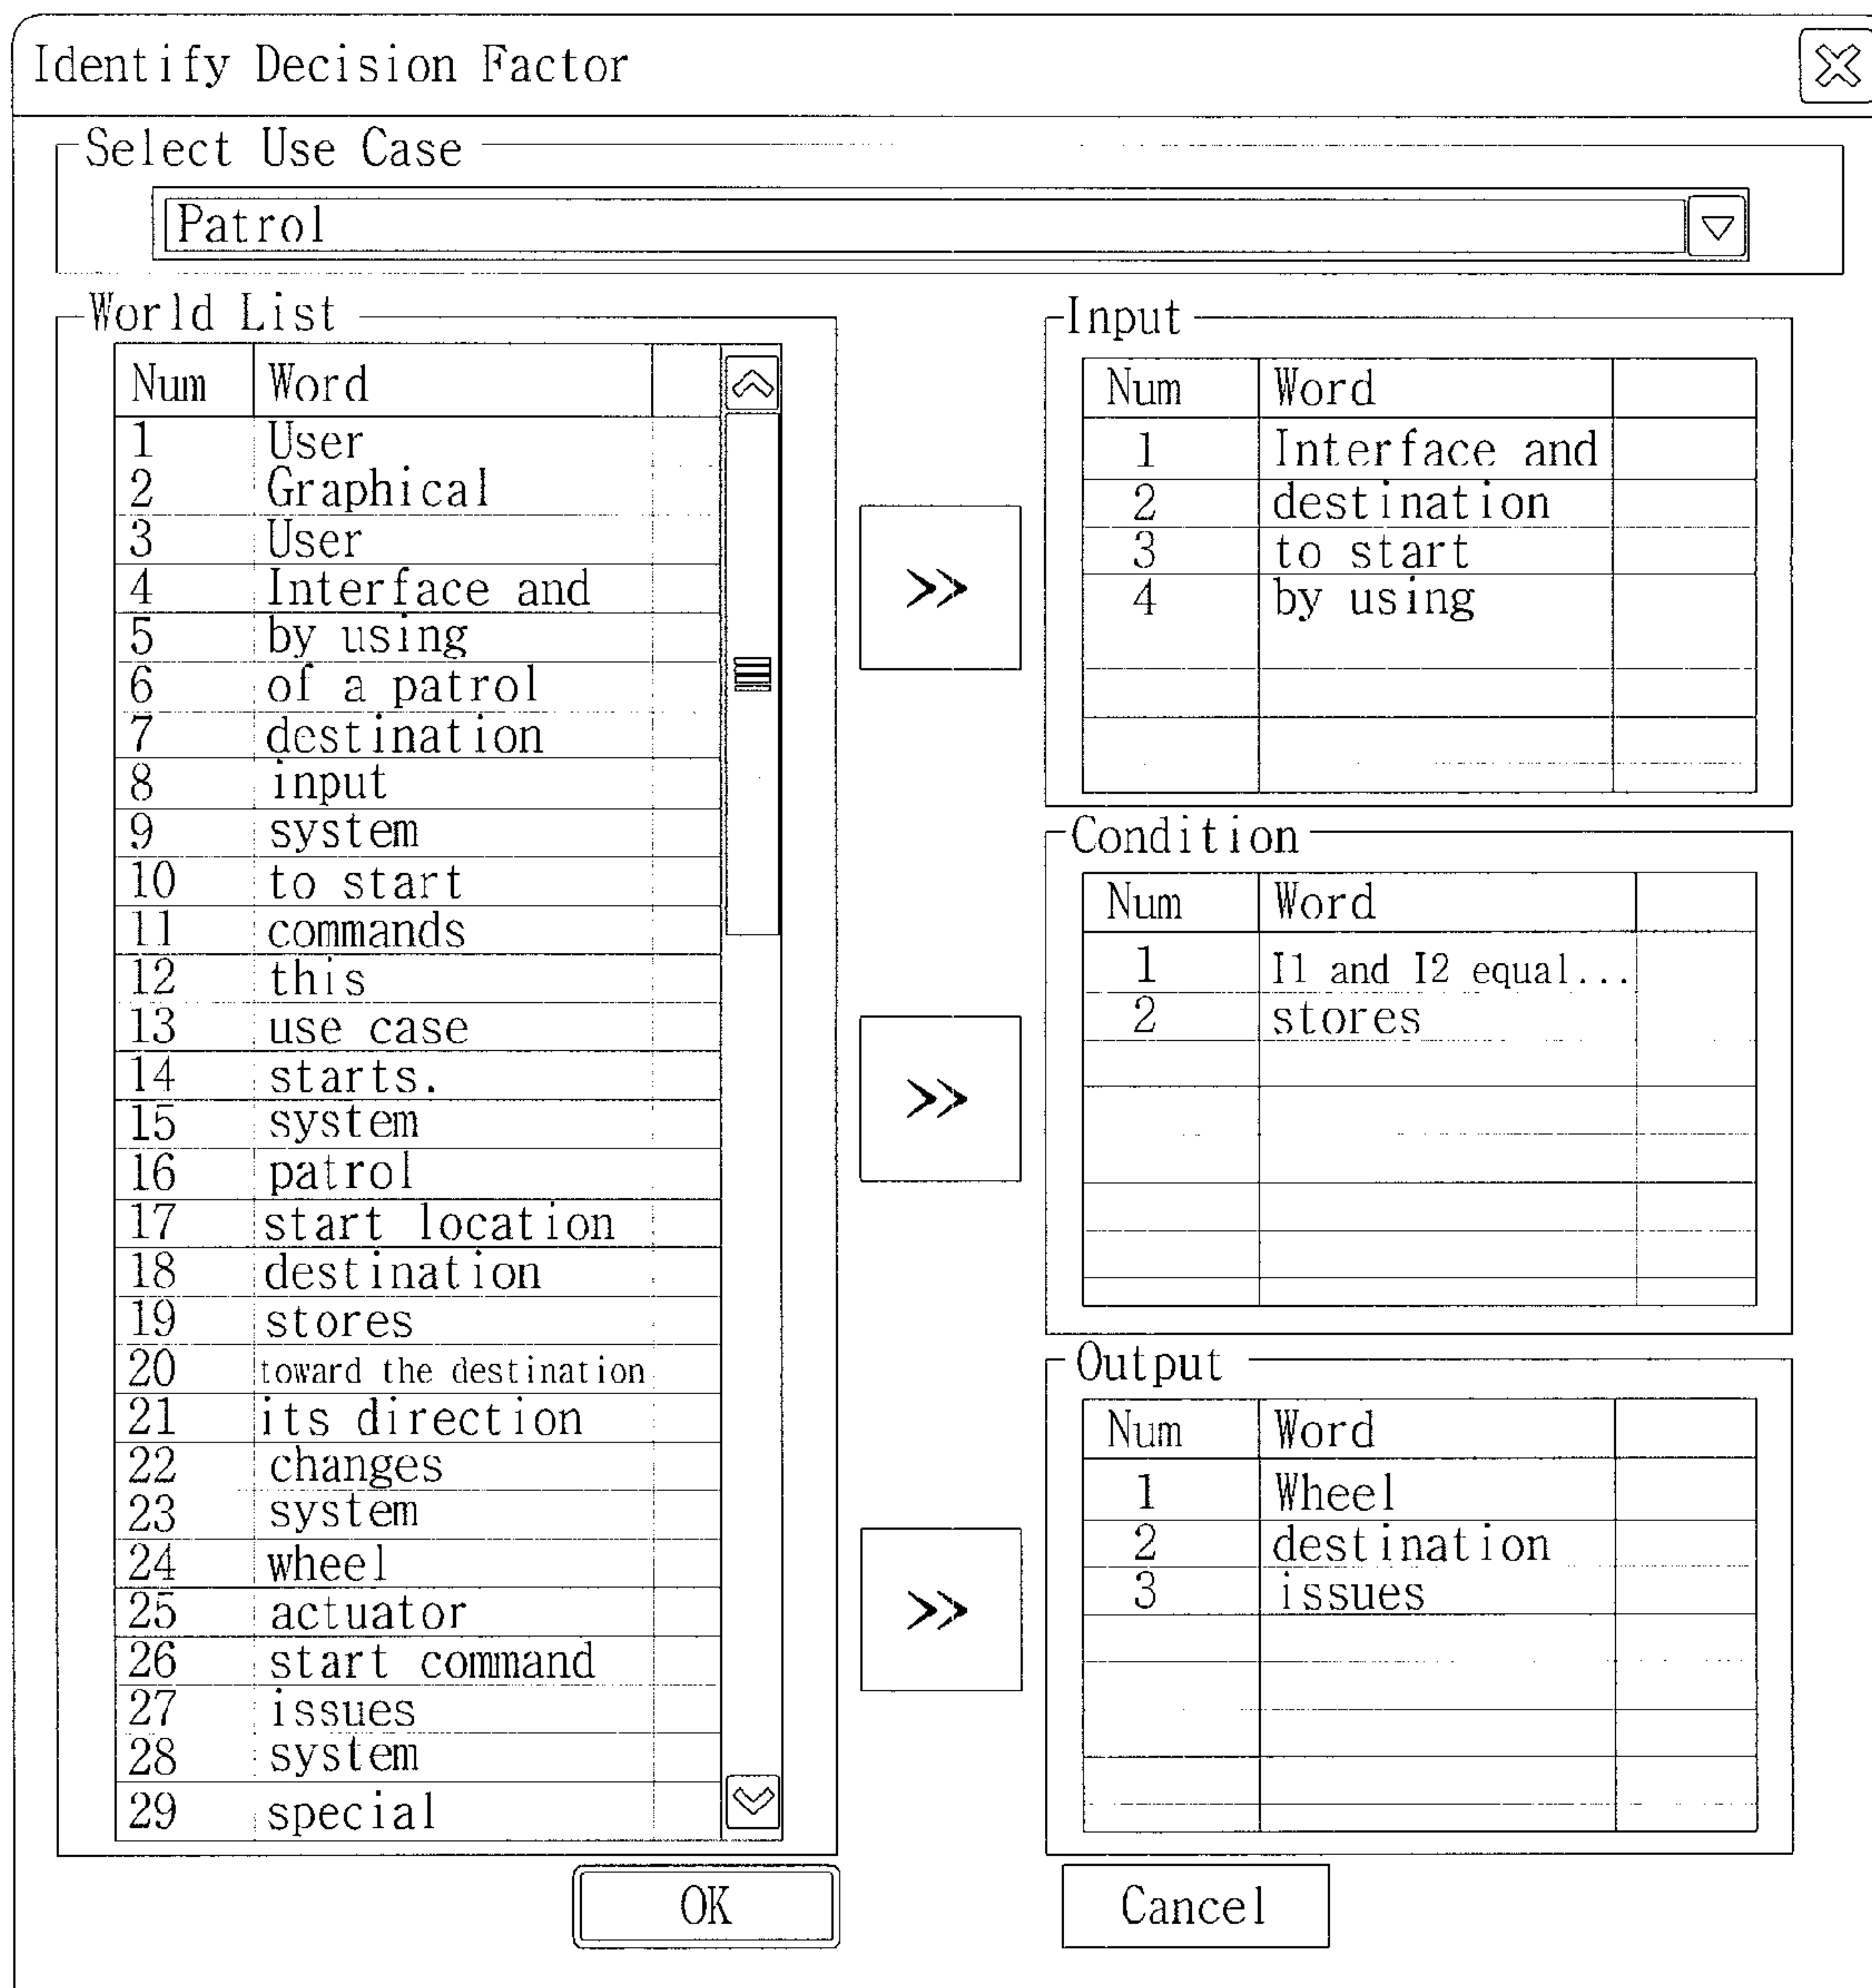 Identify Decision Factor
Select Use Case
Patrol
World List
Num Word
1 User
2 Graphical
3 User
4 Interface and
5 by using
6 of a patrol
7 destination
8 input
9 system
10 to start
11 commands
12 this
13 use case
14 starts.
15 system
16 patrol
17 start location
18 destination
19 stores
20 toward the destination
21 its direction
22 changes
23 system
24 wheel
25 actuator
26 start command
27 issues
28 system
29 special
>>
>>
>>
Input
Num Word
1 Interface and
2 destination
3 to start
4 by using
Condition
Num Word
1 I1 and I2 equal...
2 stores
Output
Num Word
1 Wheel
2 destination
3 issues
OK
Cancel